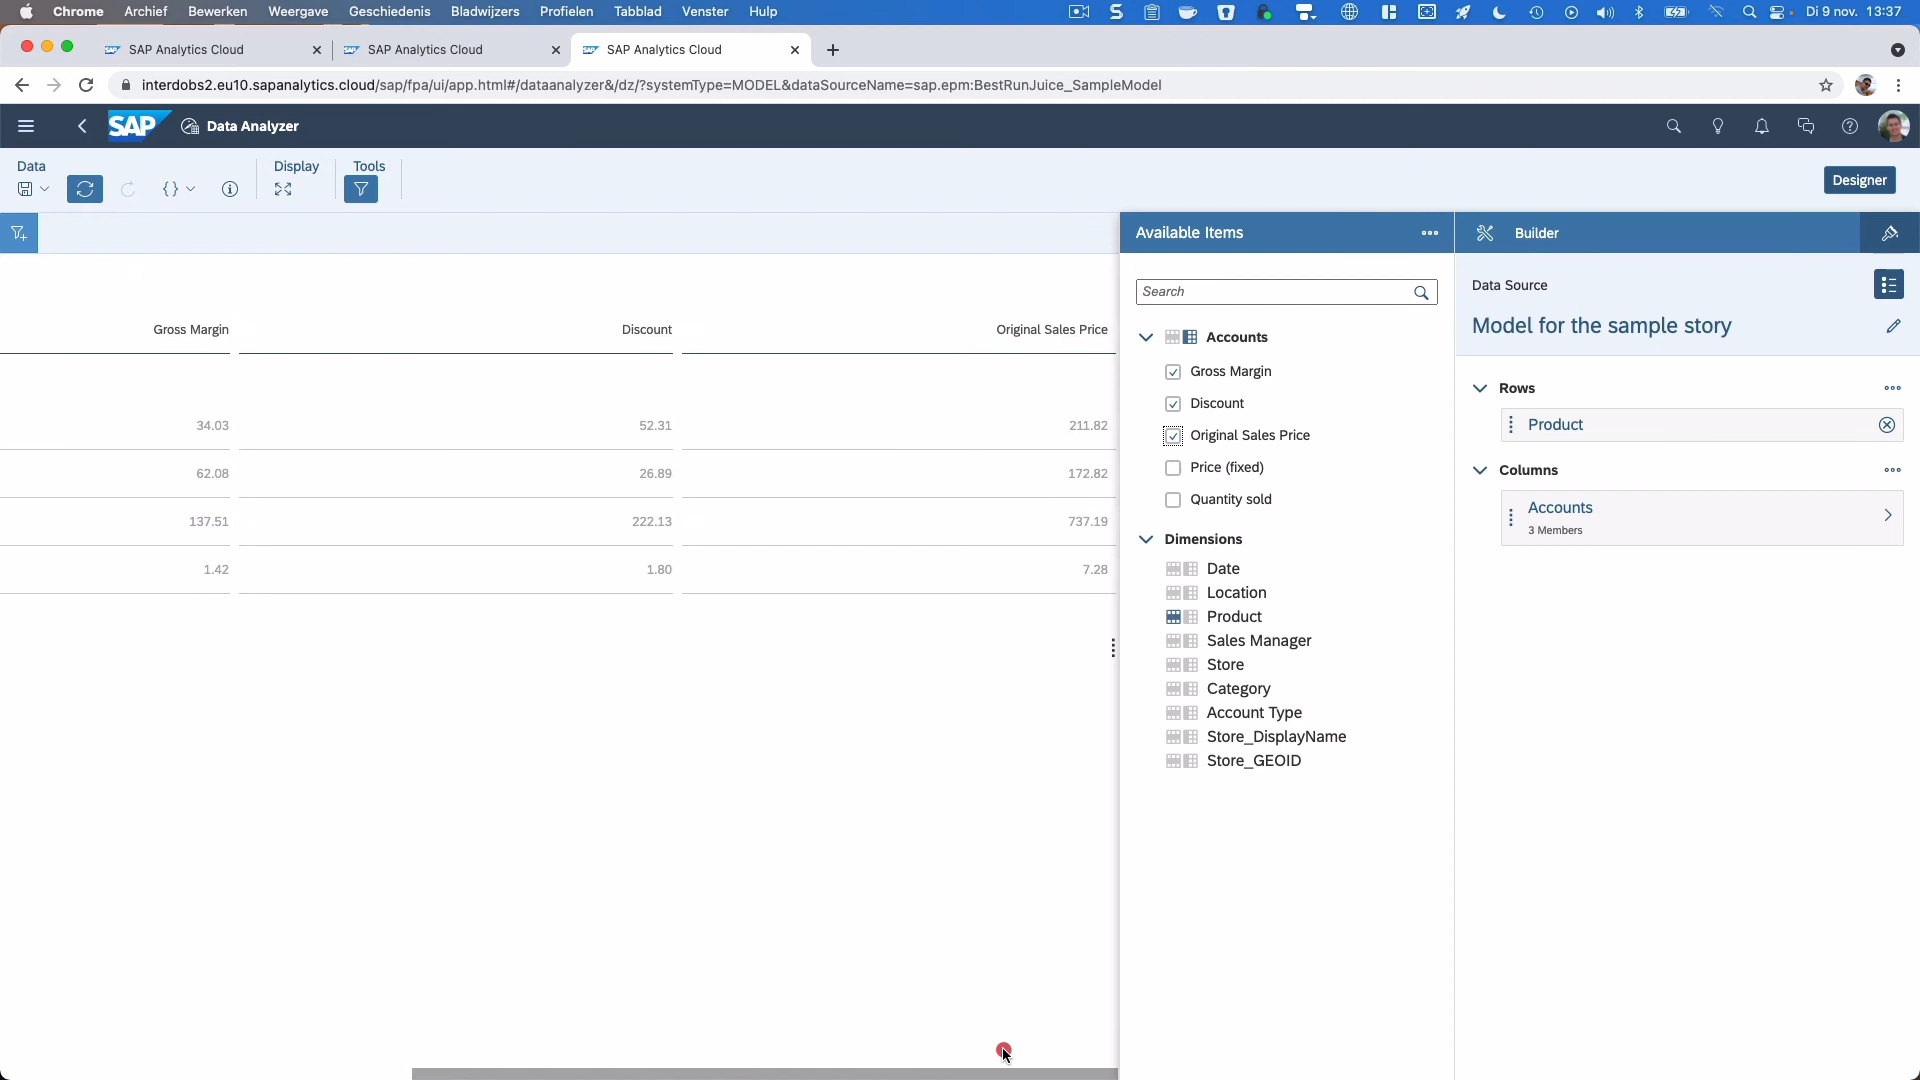 Chrome Archief Bewerken Weergave Geschiedenis Bladwijzers Profielen Tabblad Venster Hulp Di 9 nov. 13:37
SAP Analytics Cloud SAP Analytics Cloud SAP Analytics Cloud
interdobs2.eu10.sapanalytics.cloud/sap/fpa/ui/app.html#/dataanalyzer&/dz/?systemType=MODEL&dataSourceName=sap.epm:BestRunJuice_SampleModel
SAP Data Analyzer
Data Display Tools
Designer
Available Items
Builder
Search
Data Source
Model for the sample story
Gross Margin Discount Original Sales Price
34.03 52.31 211.82
62.08 26.89 172.82
137.51 222.13 737.19
1.42 1.80 7.28
Accounts
Gross Margin
Discount
Original Sales Price
Price (fixed)
Quantity sold
Dimensions
Date
Location
Product
Sales Manager
Store
Category
Account Type
Store_DisplayName
Store_GEOID
Rows
Product
Columns
Accounts
3 Members